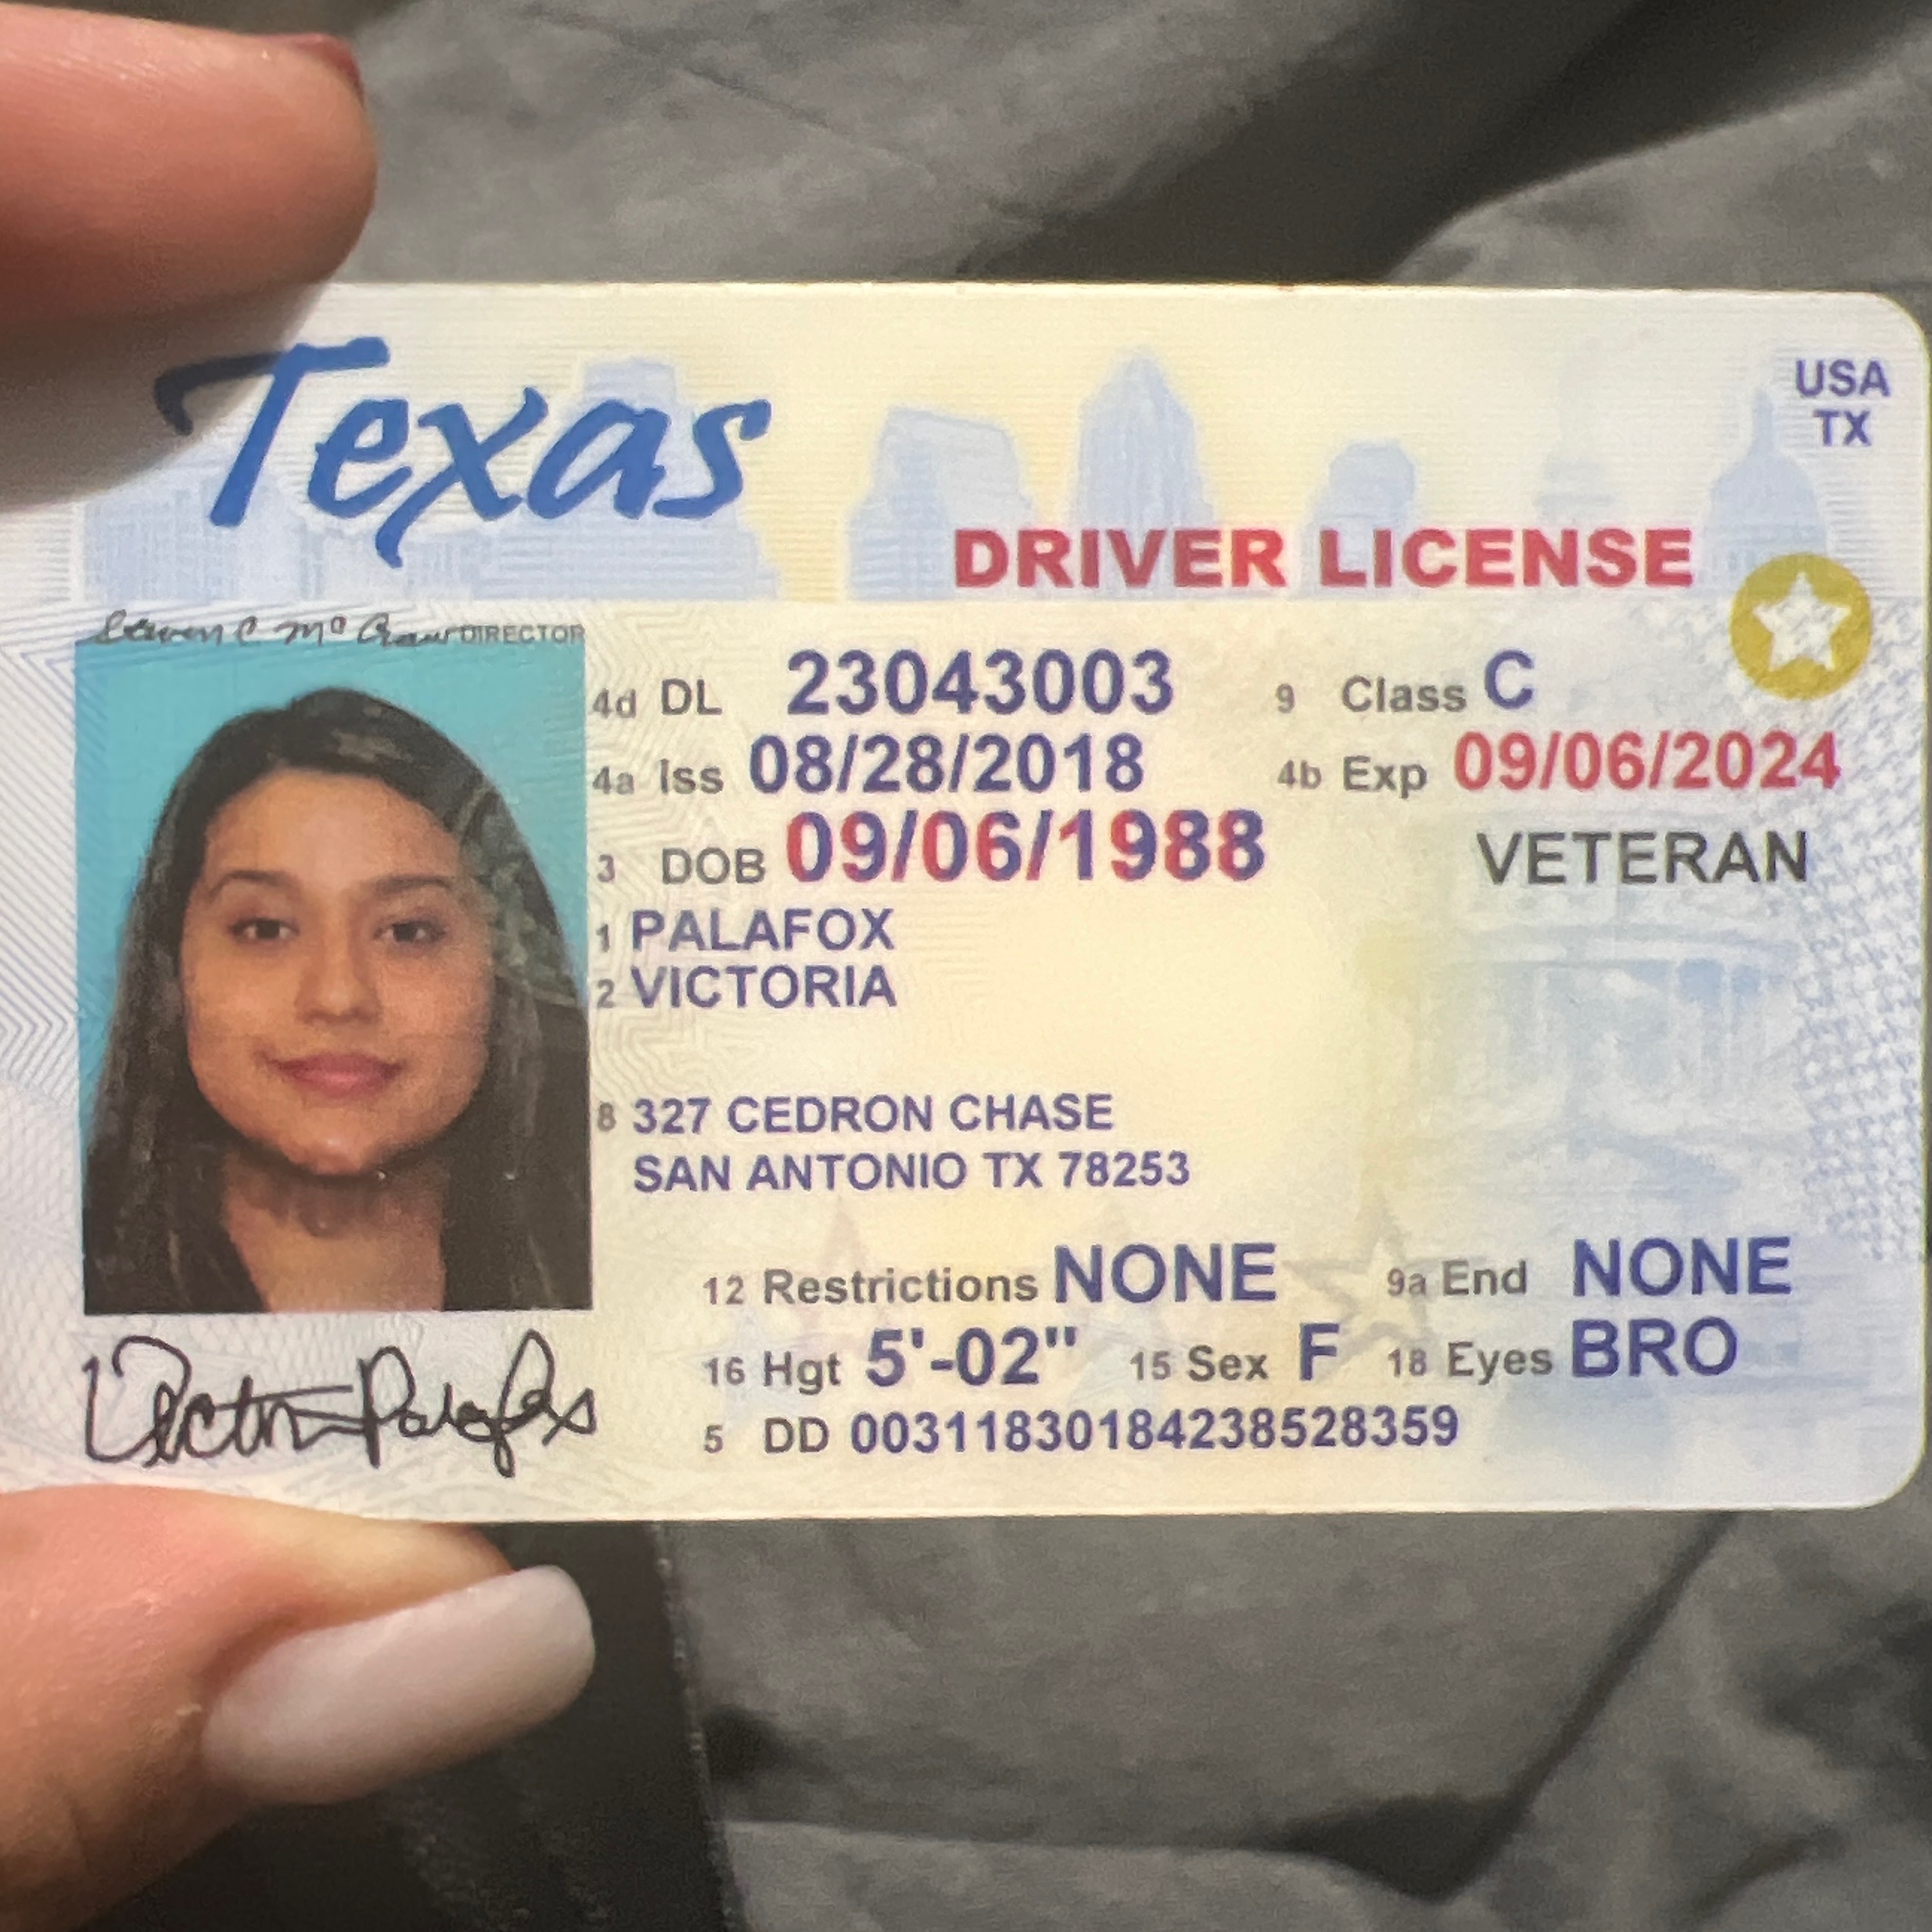 Texas
USA
TX
DRIVER LICENSE
Steven C McCraw DIRECTOR
4d DL 23043003 9 Class C
4a Iss 08/28/2018 4b Exp 09/06/2024
3 DOB 09/06/1988 VETERAN
1 PALAFOX
2 VICTORIA
8 327 CEDRON CHASE
SAN ANTONIO TX 78253
12 Restrictions NONE 9a End NONE
16 Hgt 5'-02" 15 Sex F 18 Eyes BRO
5 DD 00311830184238528359
Victoria Palafox